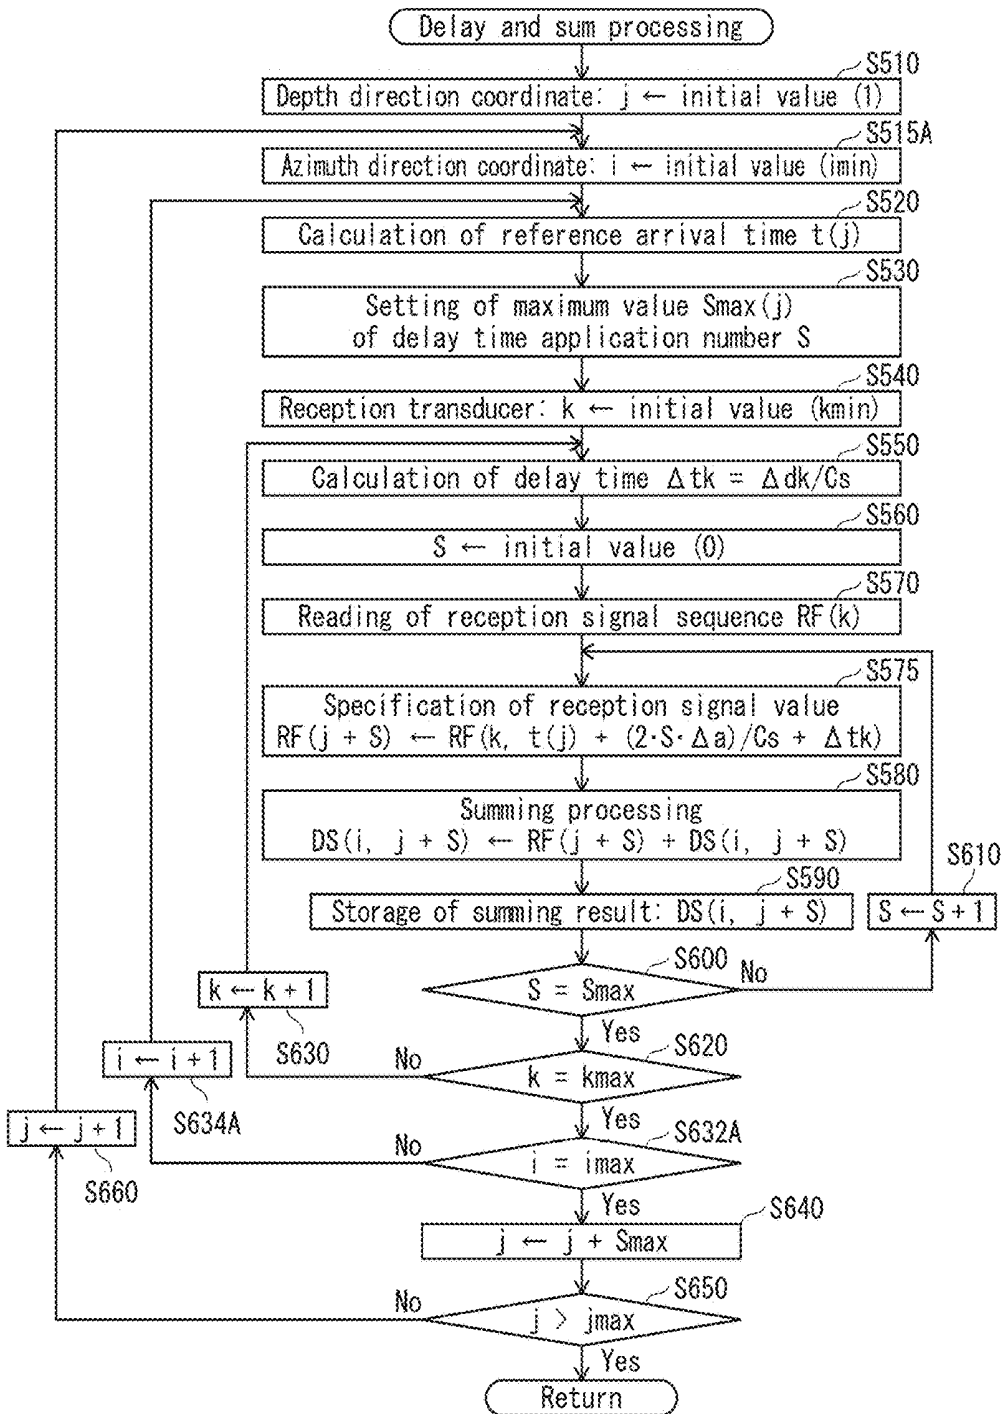 Delay and sum processing
S510
Depth direction coordinate: j ← initial value (1)
S515A
Azimuth direction coordinate: i ← initial value (imin)
S520
Calculation of reference arrival time t(j)
S530
Setting of maximum value Smax(j)
of delay time application number S
S540
Reception transducer: k ← initial value (kmin)
S550
Calculation of delay time Δtk = Δdk/Cs
S560
S ← initial value (0)
S570
Reading of reception signal sequence RF(k)
S575
Specification of reception signal value
RF(j + S) ← RF(k, t(j) + (2·S·Δa)/Cs + Δtk)
S580
Summing processing
DS(i, j + S) ← RF(j + S) + DS(i, j + S)
S590
Storage of summing result: DS(i, j + S)
S610
S ← S + 1
S600
S = Smax
No
Yes
k ← k + 1
S630
S620
k = kmax
No
Yes
i ← i + 1
S634A
S632A
i = imax
No
Yes
j ← j + 1
S660
S640
j ← j + Smax
S650
j > jmax
No
Yes
Return